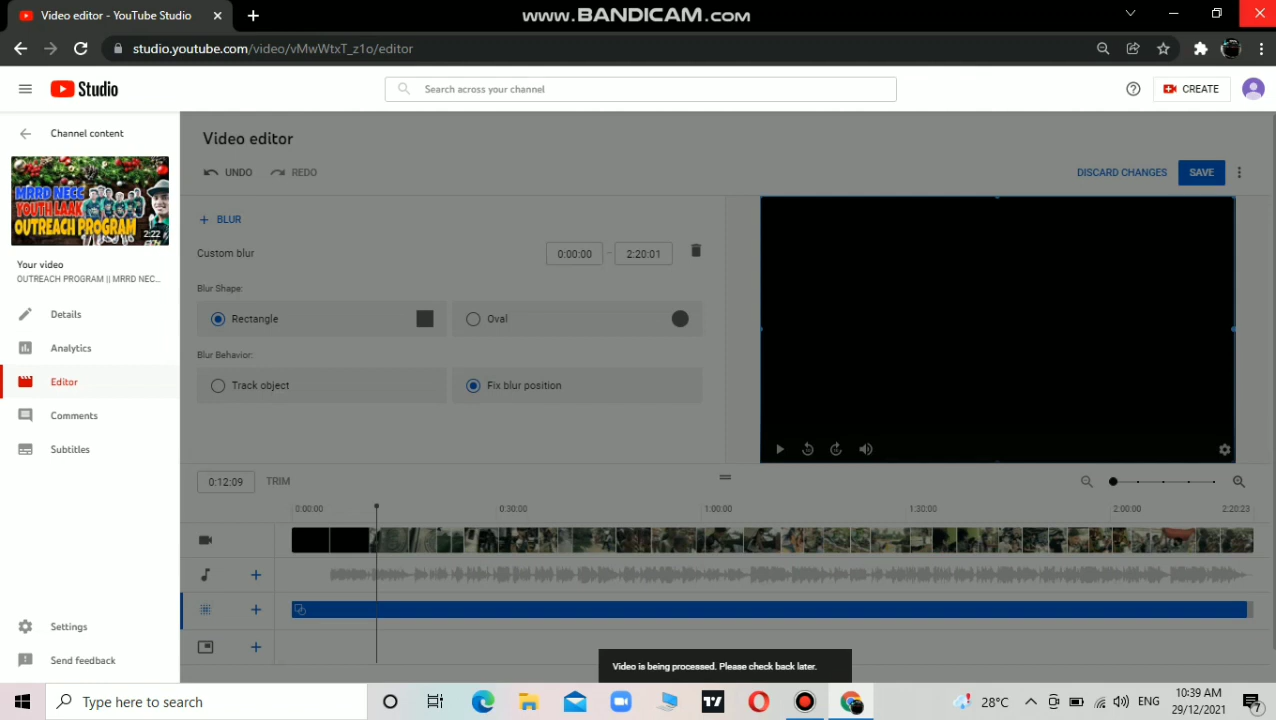 Video editor - YouTube Studio
www.BANDICAM.com
studio.youtube.com/video/vMwWtxT_z1o/editor
Studio
Search across your channel
CREATE
Channel content
MRRD NECC
YOUTH LAAK
OUTREACH PROGRAM
2:22
Your video
OUTREACH PROGRAM || MRRD NEC...
Details
Analytics
Editor
Comments
Subtitles
Settings
Send feedback
Video editor
UNDO REDO
DISCARD CHANGES SAVE
+ BLUR
Custom blur 0:00:00 - 2:20:01
Blur Shape:
Rectangle Oval
Blur Behavior:
Track object Fix blur position
0:12:09 TRIM
0:00:00 0:30:00 1:00:00 1:30:00 2:00:00 2:20:23
Video is being processed. Please check back later.
Type here to search
28°C
ENG
10:39 AM
29/12/2021
7